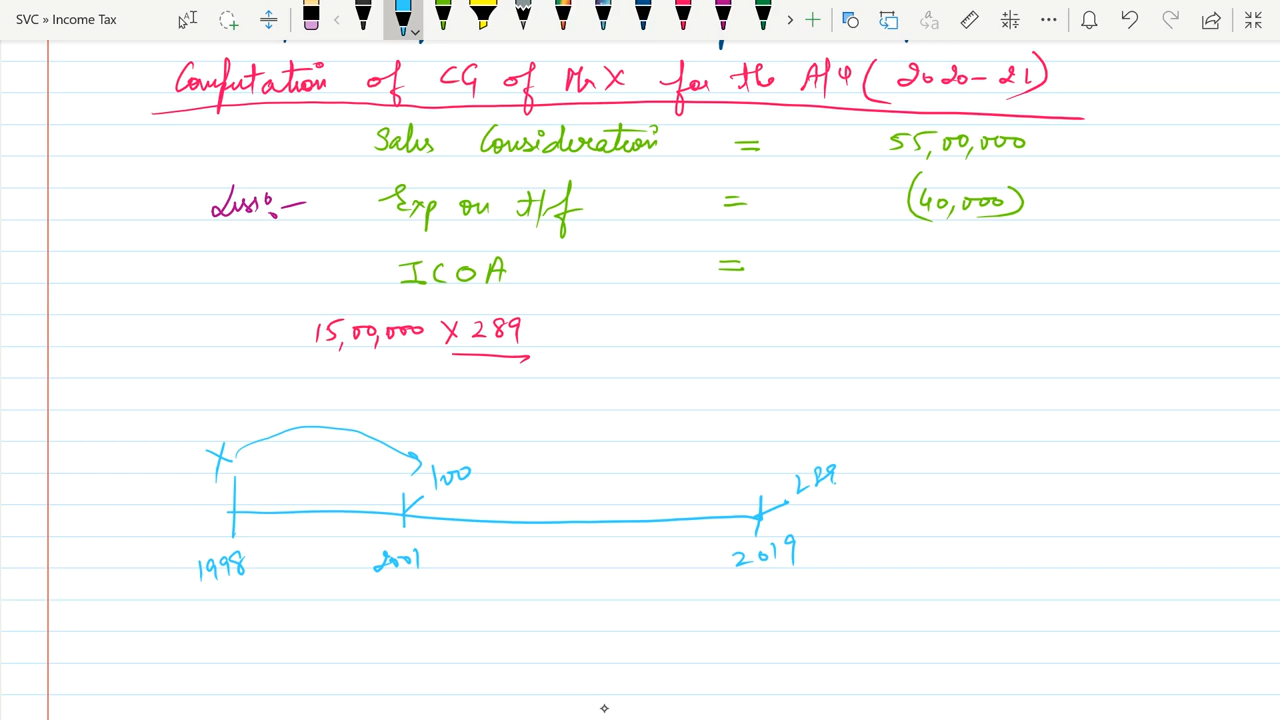 SVC » Income Tax
Computation of CG of Mr X for the A/Y (2020-21)
Sales Consideration = 55,00,000
Less:- Exp on t/f = (40,000)
ICOA =
15,00,000 X 289
X 100 289
1998 2001 2019